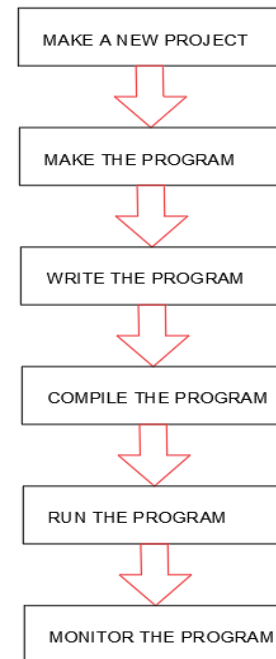 MAKE A NEW PROJECT
MAKE THE PROGRAM
WRITE THE PROGRAM
COMPILE THE PROGRAM
RUN THE PROGRAM
MONITOR THE PROGRAM